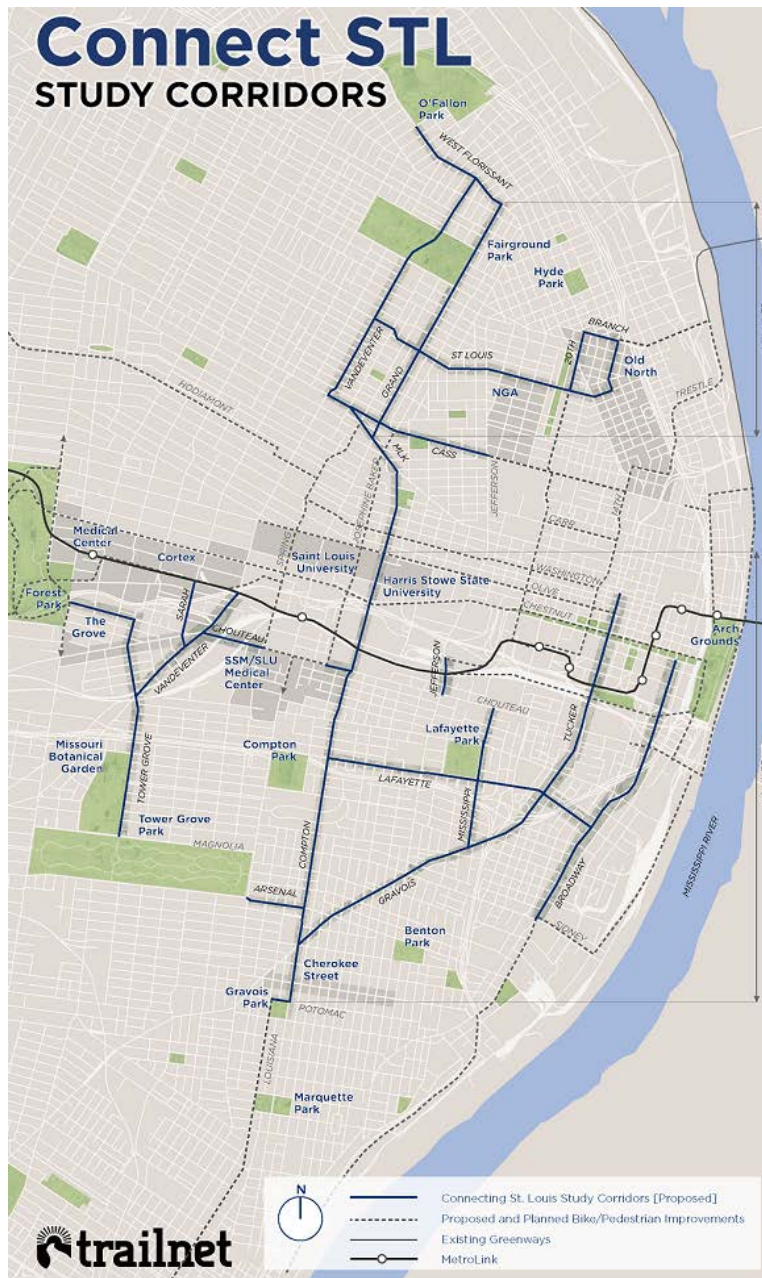 Connect STL
STUDY CORRIDORS
O'Fallon
Park
WEST FLORISSANT
Fairground
Park
Hyde
Park
BRANCH
20TH
Old
North
VANDEVENTER
GRAND
ST LOUIS
NGA
TRESTLE
HODIAMONT
MLK
CASS
JEFFERSON
14TH
JOSEPHINE BAKER
CARR
SPRING
Medical
Center
Cortex
Saint Louis
University
WASHINGTON
OLIVE
CHESTNUT
Harris Stowe State
University
Forest
Park
SARAH
The
Grove
CHOUTEAU
VANDEVENTER
SSM/SLU
Medical
Center
Arch
Grounds
JEFFERSON
CHOUTEAU
TUCKER
Missouri
Botanical
Garden
TOWER GROVE
Compton
Park
Lafayette
Park
LAFAYETTE
MISSISSIPPI
Tower Grove
Park
MAGNOLIA
COMPTON
MISSISSIPPI RIVER
ARSENAL
GRAVOIS
BROADWAY
SIDNEY
Benton
Park
Cherokee
Street
Gravois
Park
POTOMAC
LOUISIANA
Marquette
Park
N
Connecting St. Louis Study Corridors [Proposed]
Proposed and Planned Bike/Pedestrian Improvements
Existing Greenways
MetroLink
trailnet